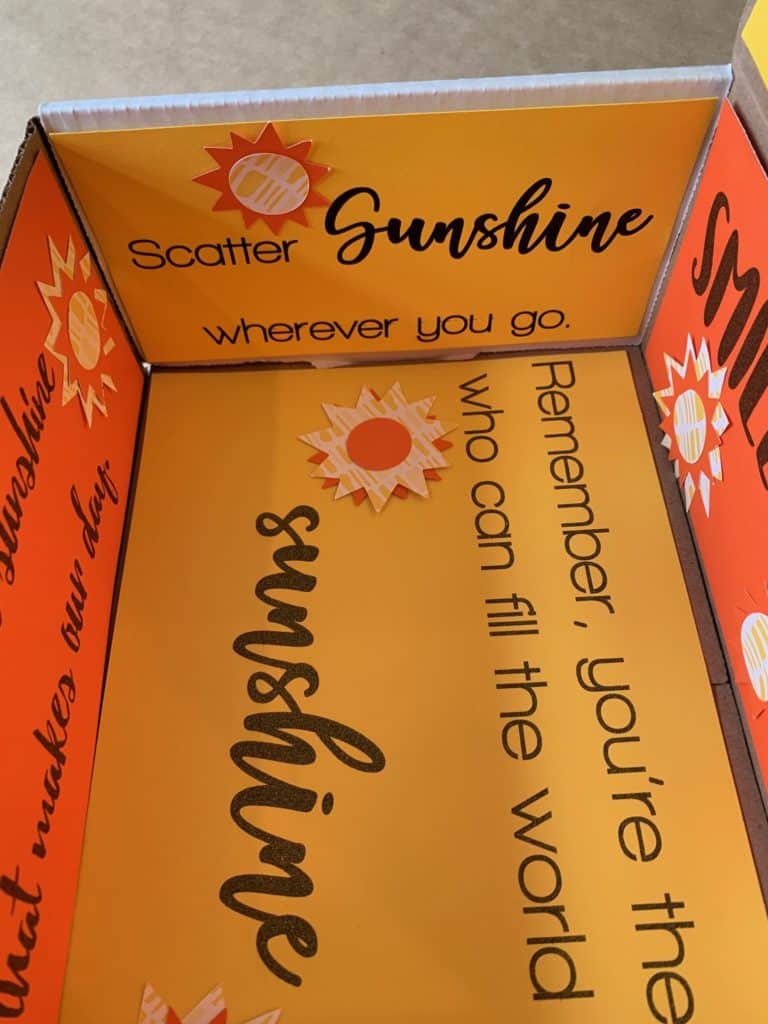 Scatter Sunshine
wherever you go.
Remember, you're the
who can fill the world
sunshine
sunshine
that makes our day.